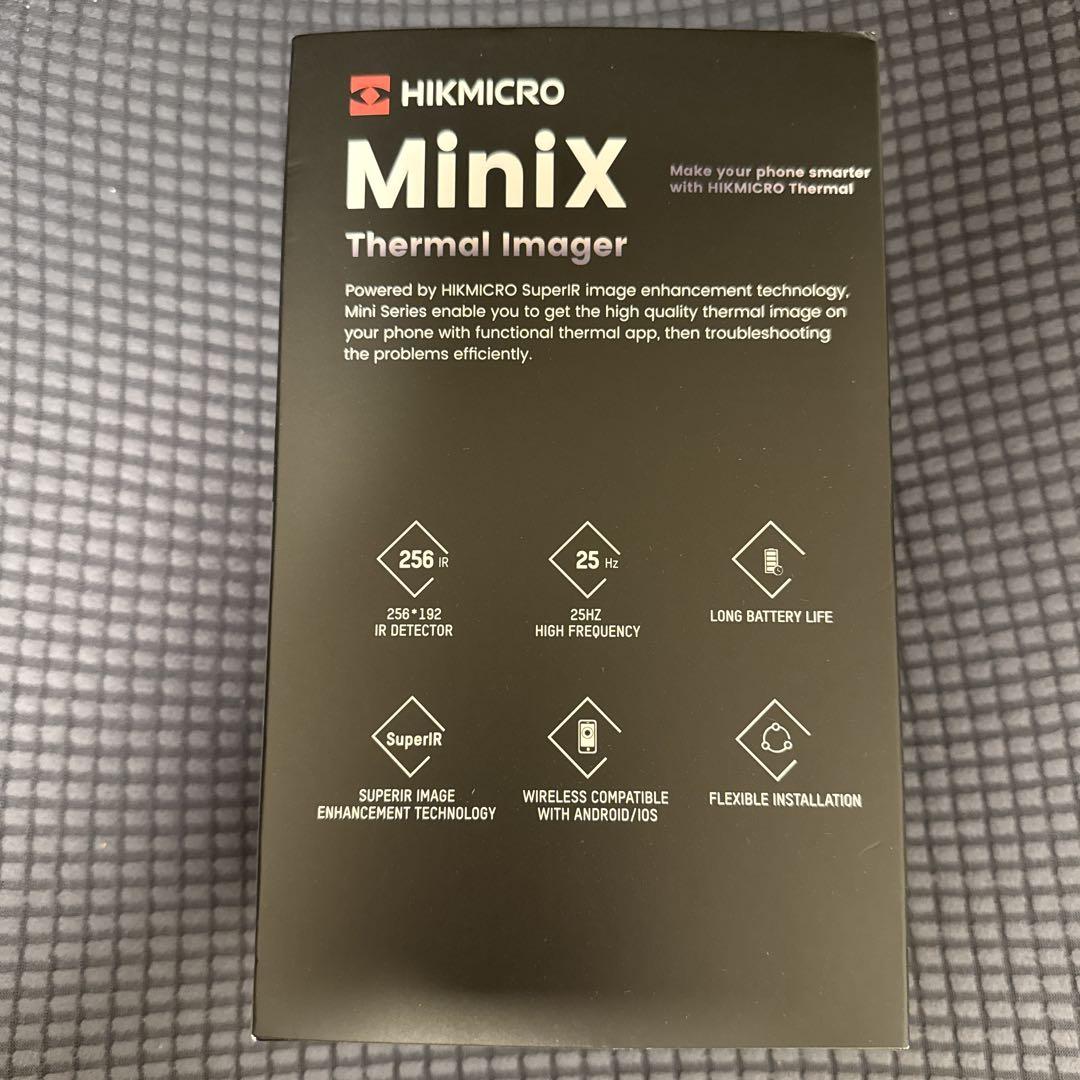 HIKMICRO
MiniX
Make your phone smarter
with HIKMICRO Thermal
Thermal Imager
Powered by HIKMICRO SuperIR image enhancement technology,
Mini Series enable you to get the high quality thermal image on
your phone with functional thermal app, then troubleshooting
the problems efficiently.
256 IR
256*192
IR DETECTOR
25 Hz
25HZ
HIGH FREQUENCY
LONG BATTERY LIFE
SuperIR
SUPERIR IMAGE
ENHANCEMENT TECHNOLOGY
WIRELESS COMPATIBLE
WITH ANDROID/IOS
FLEXIBLE INSTALLATION